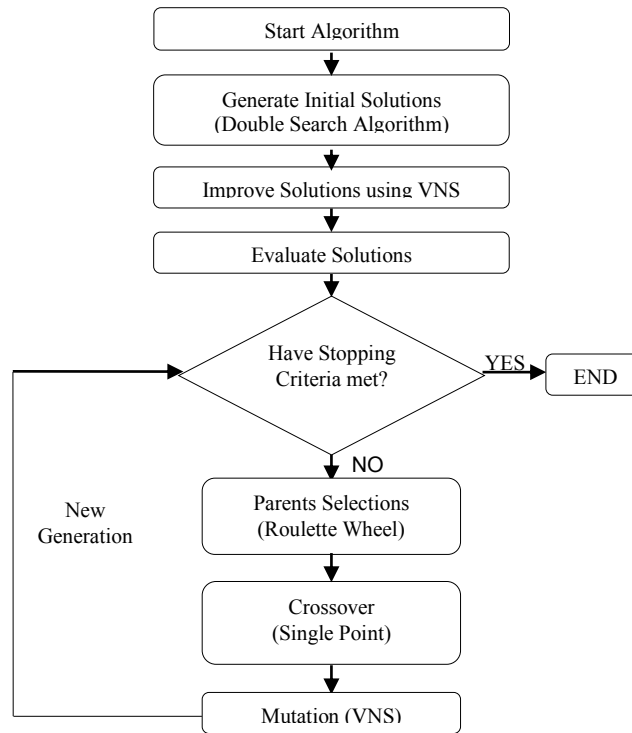 Start Algorithm
Generate Initial Solutions
(Double Search Algorithm)
Improve Solutions using VNS
Evaluate Solutions
Have Stopping
Criteria met?
YES
END
NO
Parents Selections
(Roulette Wheel)
New
Generation
Crossover
(Single Point)
Mutation (VNS)